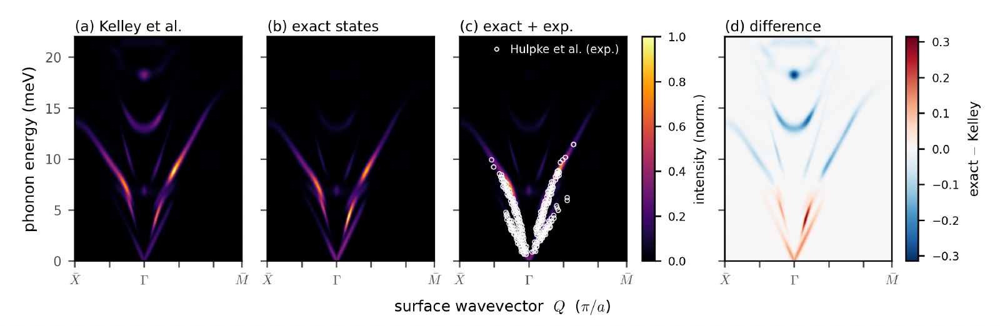 (a) Kelley et al.
(b) exact states
(c) exact + exp.
(d) difference
Hulpke et al. (exp.)
phonon energy (meV)
20
15
10
5
0
1.0
0.8
0.6
0.4
0.2
0.0
intensity (norm.)
0.3
0.2
0.1
0.0
−0.1
−0.2
−0.3
exact − Kelley
X̄ Γ M̄ X̄ Γ M̄ X̄ Γ M̄ X̄ Γ M̄
surface wavevector Q (π/a)